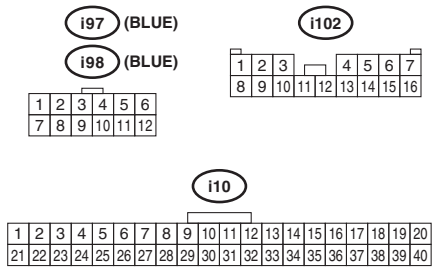 i97 (BLUE)
i98 (BLUE)
1 2 3 4 5 6
7 8 9 10 11 12
i102
1 2 3 4 5 6 7
8 9 10 11 12 13 14 15 16
i10
1 2 3 4 5 6 7 8 9 10 11 12 13 14 15 16 17 18 19 20
21 22 23 24 25 26 27 28 29 30 31 32 33 34 35 36 37 38 39 40